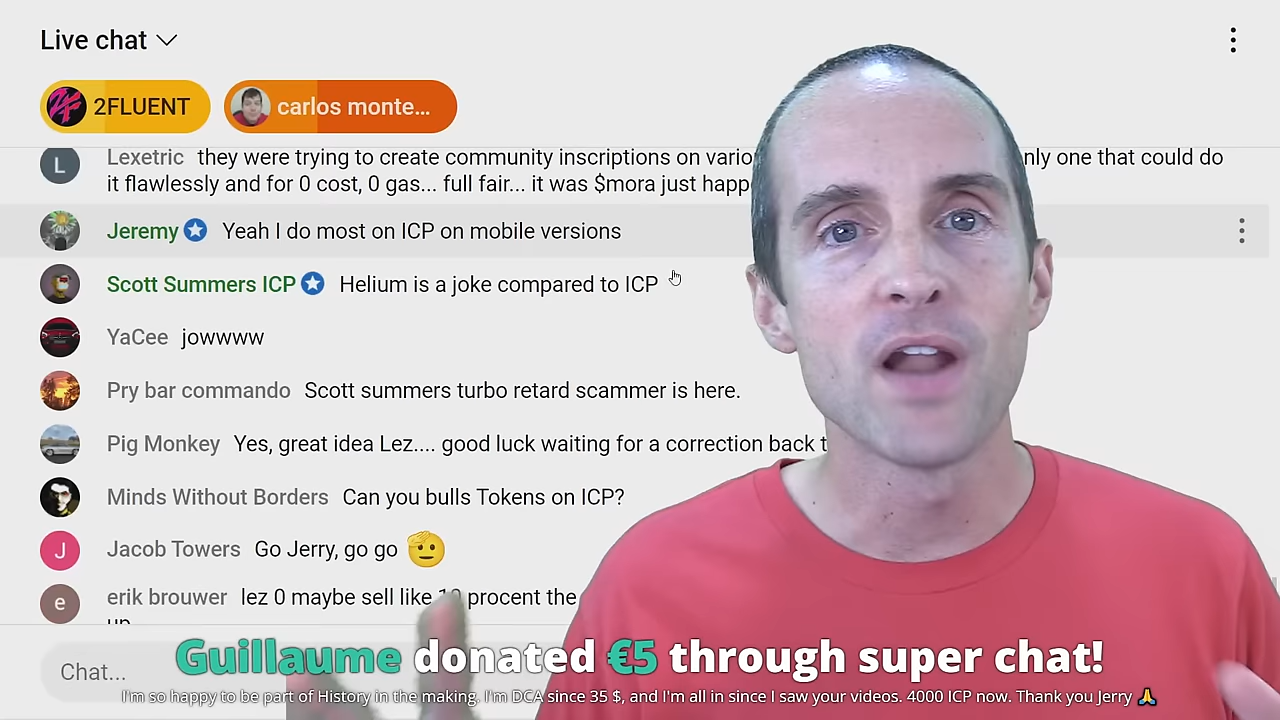 Live chat
2FLUENT
carlos monte...
L
Lexetric they were trying to create community inscriptions on only one that could do
it flawlessly and for 0 cost, 0 gas... full fair... it was $mora just
Jeremy Yeah I do most on ICP on mobile versions
Scott Summers ICP Helium is a joke compared to ICP
YaCee jowwww
Pry bar commando Scott summers turbo retard scammer is here.
Pig Monkey Yes, great idea Lez.... good luck waiting for a correction back
Minds Without Borders Can you bulls Tokens on ICP?
J
Jacob Towers Go Jerry, go go 🫡
e
erik brouwer lez 0 maybe sell like procent the
up
Guillaume donated €5 through super chat!
Chat...
I'm so happy to be part of History in the making. I'm DCA since 35 $, and I'm all in since I saw your videos. 4000 ICP now. Thank you Jerry 🙏